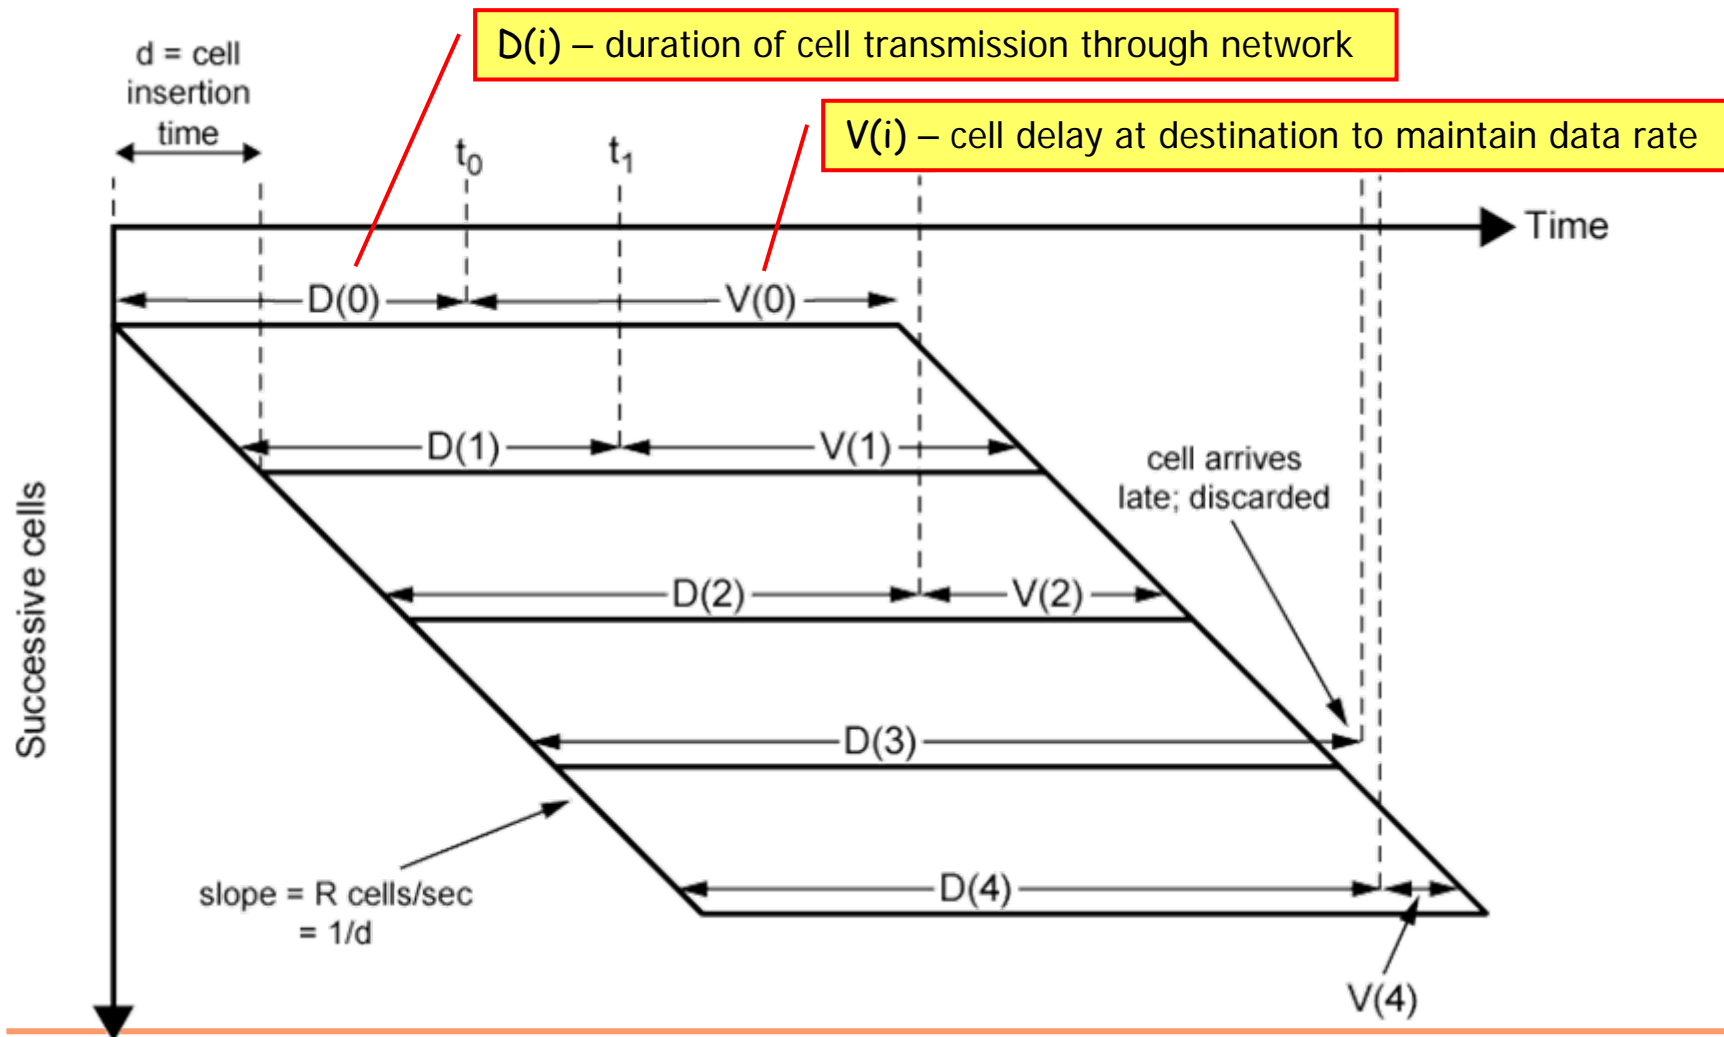 D(i) – duration of cell transmission through network
d = cell
insertion
time
V(i) – cell delay at destination to maintain data rate
t0
t1
Time
D(0)
V(0)
D(1)
V(1)
cell arrives
late; discarded
Successive cells
D(2)
V(2)
D(3)
slope = R cells/sec
= 1/d
D(4)
V(4)